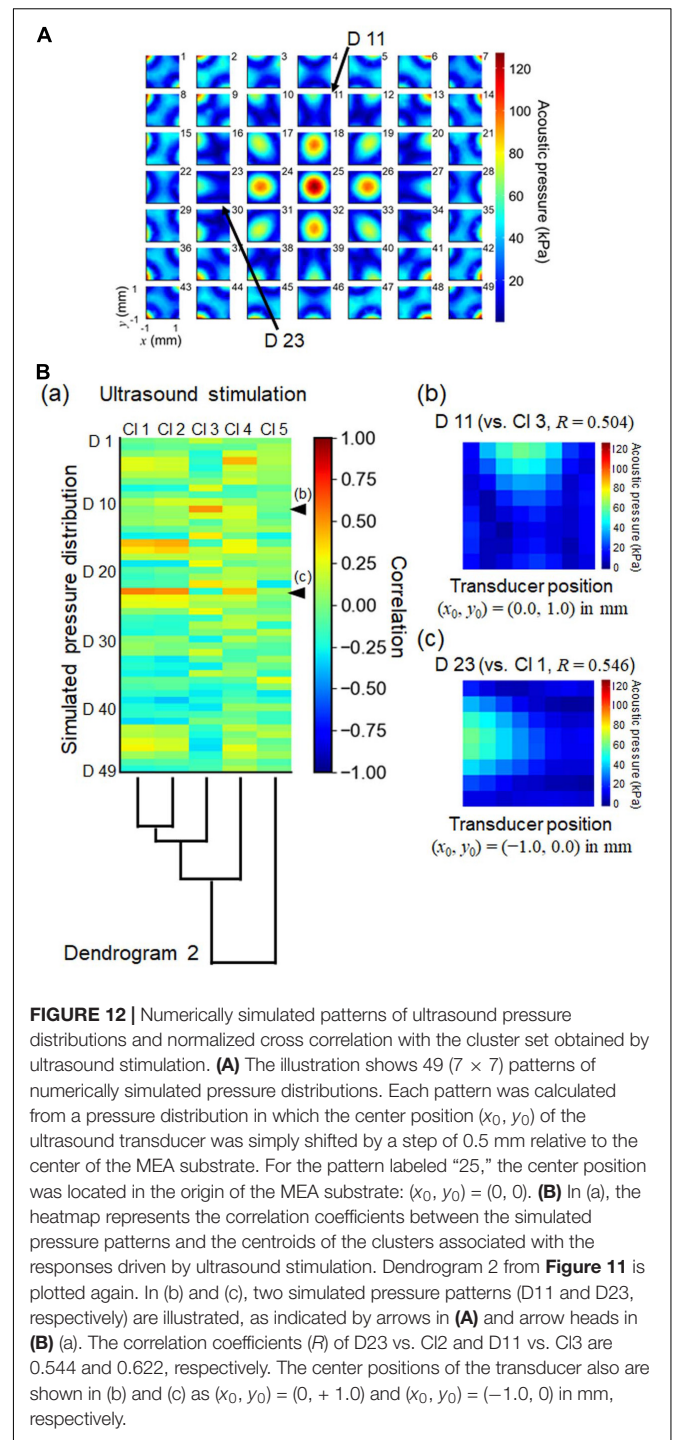 A
D 11
1 2 3 4 5 6 7
8 9 10 11 12 13 14
15 16 17 18 19 20 21
22 23 24 25 26 27 28
29 30 31 32 33 34 35
36 37 38 39 40 41 42
43 44 45 46 47 48 49
120
100
80
60
40
20
Acoustic pressure (kPa)
y (mm)
1
-1
-1 1
x (mm)
D 23
B
(a) Ultrasound stimulation
Cl 1 Cl 2 Cl 3 Cl 4 Cl 5
Simulated pressure distribution
D 1
D 10
D 20
D 30
D 40
D 49
(b)
(c)
1.00
0.75
0.50
0.25
0.00
−0.25
−0.50
−0.75
−1.00
Correlation
Dendrogram 2
(b)
D 11 (vs. Cl 3, R = 0.504)
120
100
80
60
40
20
0
Acoustic pressure (kPa)
Transducer position
(x0, y0) = (0.0, 1.0) in mm
(c)
D 23 (vs. Cl 1, R = 0.546)
120
100
80
60
40
20
0
Acoustic pressure (kPa)
Transducer position
(x0, y0) = (−1.0, 0.0) in mm
FIGURE 12 | Numerically simulated patterns of ultrasound pressure
distributions and normalized cross correlation with the cluster set obtained by
ultrasound stimulation. (A) The illustration shows 49 (7 × 7) patterns of
numerically simulated pressure distributions. Each pattern was calculated
from a pressure distribution in which the center position (x0, y0) of the
ultrasound transducer was simply shifted by a step of 0.5 mm relative to the
center of the MEA substrate. For the pattern labeled “25,” the center position
was located in the origin of the MEA substrate: (x0, y0) = (0, 0). (B) In (a), the
heatmap represents the correlation coefficients between the simulated
pressure patterns and the centroids of the clusters associated with the
responses driven by ultrasound stimulation. Dendrogram 2 from Figure 11 is
plotted again. In (b) and (c), two simulated pressure patterns (D11 and D23,
respectively) are illustrated, as indicated by arrows in (A) and arrow heads in
(B) (a). The correlation coefficients (R) of D23 vs. Cl2 and D11 vs. Cl3 are
0.544 and 0.622, respectively. The center positions of the transducer also are
shown in (b) and (c) as (x0, y0) = (0, + 1.0) and (x0, y0) = (−1.0, 0) in mm,
respectively.